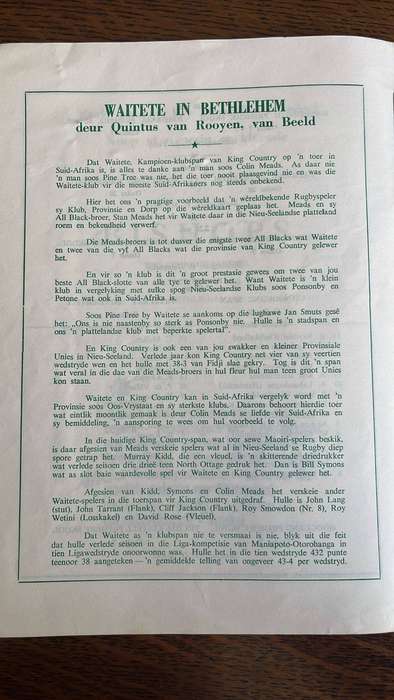 WAITETE IN BETHLEHEM
deur Quintus van Rooyen, van Beeld
Dat Waitete, Kampioen-klubspan van King Country op 'n toer in
Suid-Afrika is, is alles te danke aan 'n man soos Colin Meads. As daar nie
'n man soos Pine Tree was nie, het die toer nooit plaasgevind nie en was die
Waitete-klub vir die meeste Suid-Afrikaners nog steeds onbekend.
Hier het ons 'n pragtige voorbeeld dat 'n wêreldbekende Rugbyspeler
sy Klub, Provinsie en Dorp op die wêreldkaart geplaas het. Meads en sy
All Black-broer, Stan Meads het vir Waitete daar in die Nieu-Seelandse platteland
roem en bekendheid verwerf.
Die Meads-broers is tot dusver die enigste twee All Blacks wat Waitete
en twee van die vyf All Blacks wat die provinsie van King Country gelewer
het.
En vir so 'n klub is dit 'n groot prestasie gewees om twee van jou
beste All Black-slotte van alle tye te gelewer het. Want Waitete is 'n klein
klub in vergelyking met sulke spog Nieu-Seelandse Klubs soos Ponsonby en
Petone wat ook in Suid-Afrika is.
Soos Pine Tree by Waitete se aankoms op die lughawe Jan Smuts gesê
het: „Ons is nie naastenby so sterk as Ponsonby nie. Hulle is 'n stadspan en
ons 'n plattelandse klub met beperkte spelertal”.
En King Country is ook een van jou swakker en kleiner Provinsiale
Unies in Nieu-Seeland. Verlede jaar kon King Country net vier van sy veertien
wedstryde wen en het hulle met 38-3 van Fidji slae gekry. Tog is dit 'n span
wat veral in die dae van die Meads-broers in hul fleur hul man teen groot Unies
kon staan.
Waitete en King Country kan in Suid-Afrika vergelyk word met 'n
Provinsie soos Oos-Vrystaat en sy sterkste klubs. Daarom behoort hierdie toer
wat eintlik moontlik gemaak is deur Colin Meads se liefde vir Suid-Afrika en
sy bemiddeling, 'n aansporing te wees om hul voorbeeld te volg.
In die huidige King Country-span, wat oor sewe Maoiri-spelers beskik,
is daar afgesien van Meads verskeie spelers wat al in Nieu-Seeland se Rugby diep
spore getrap het. Murray Kidd, die een vleuel, is 'n skitterende driedrukker
wat verlede seisoen drie drieë teen North Ottage gedruk het. Dan is Bill Symons
wat as slot baie waardevolle spel vir Waitete en King Country gelewer het.
Afgesien van Kidd, Symons en Colin Meads het verskeie ander
Waitete-spelers in die toerspan vir King Country uitgedraf. Hulle is John Lang
(stut), John Tarrant (Flank), Cliff Jackson (Flank), Roy Smowdon (Nr. 8), Roy
Wetini (Losskakel) en David Rose (Vleuel),
Dat Waitete as 'n klubspan nie te versmaai is nie, blyk uit die feit
dat hulle verlede seisoen in die Liga-kompetisie van Maniapoto-Otorobanga in
tien Ligawedstryde onoorwonne was. Hulle het in die tien wedstryde 432 punte
teenoor 38 aangeteken — 'n gemiddelde telling van ongeveer 43-4 per wedstryd.